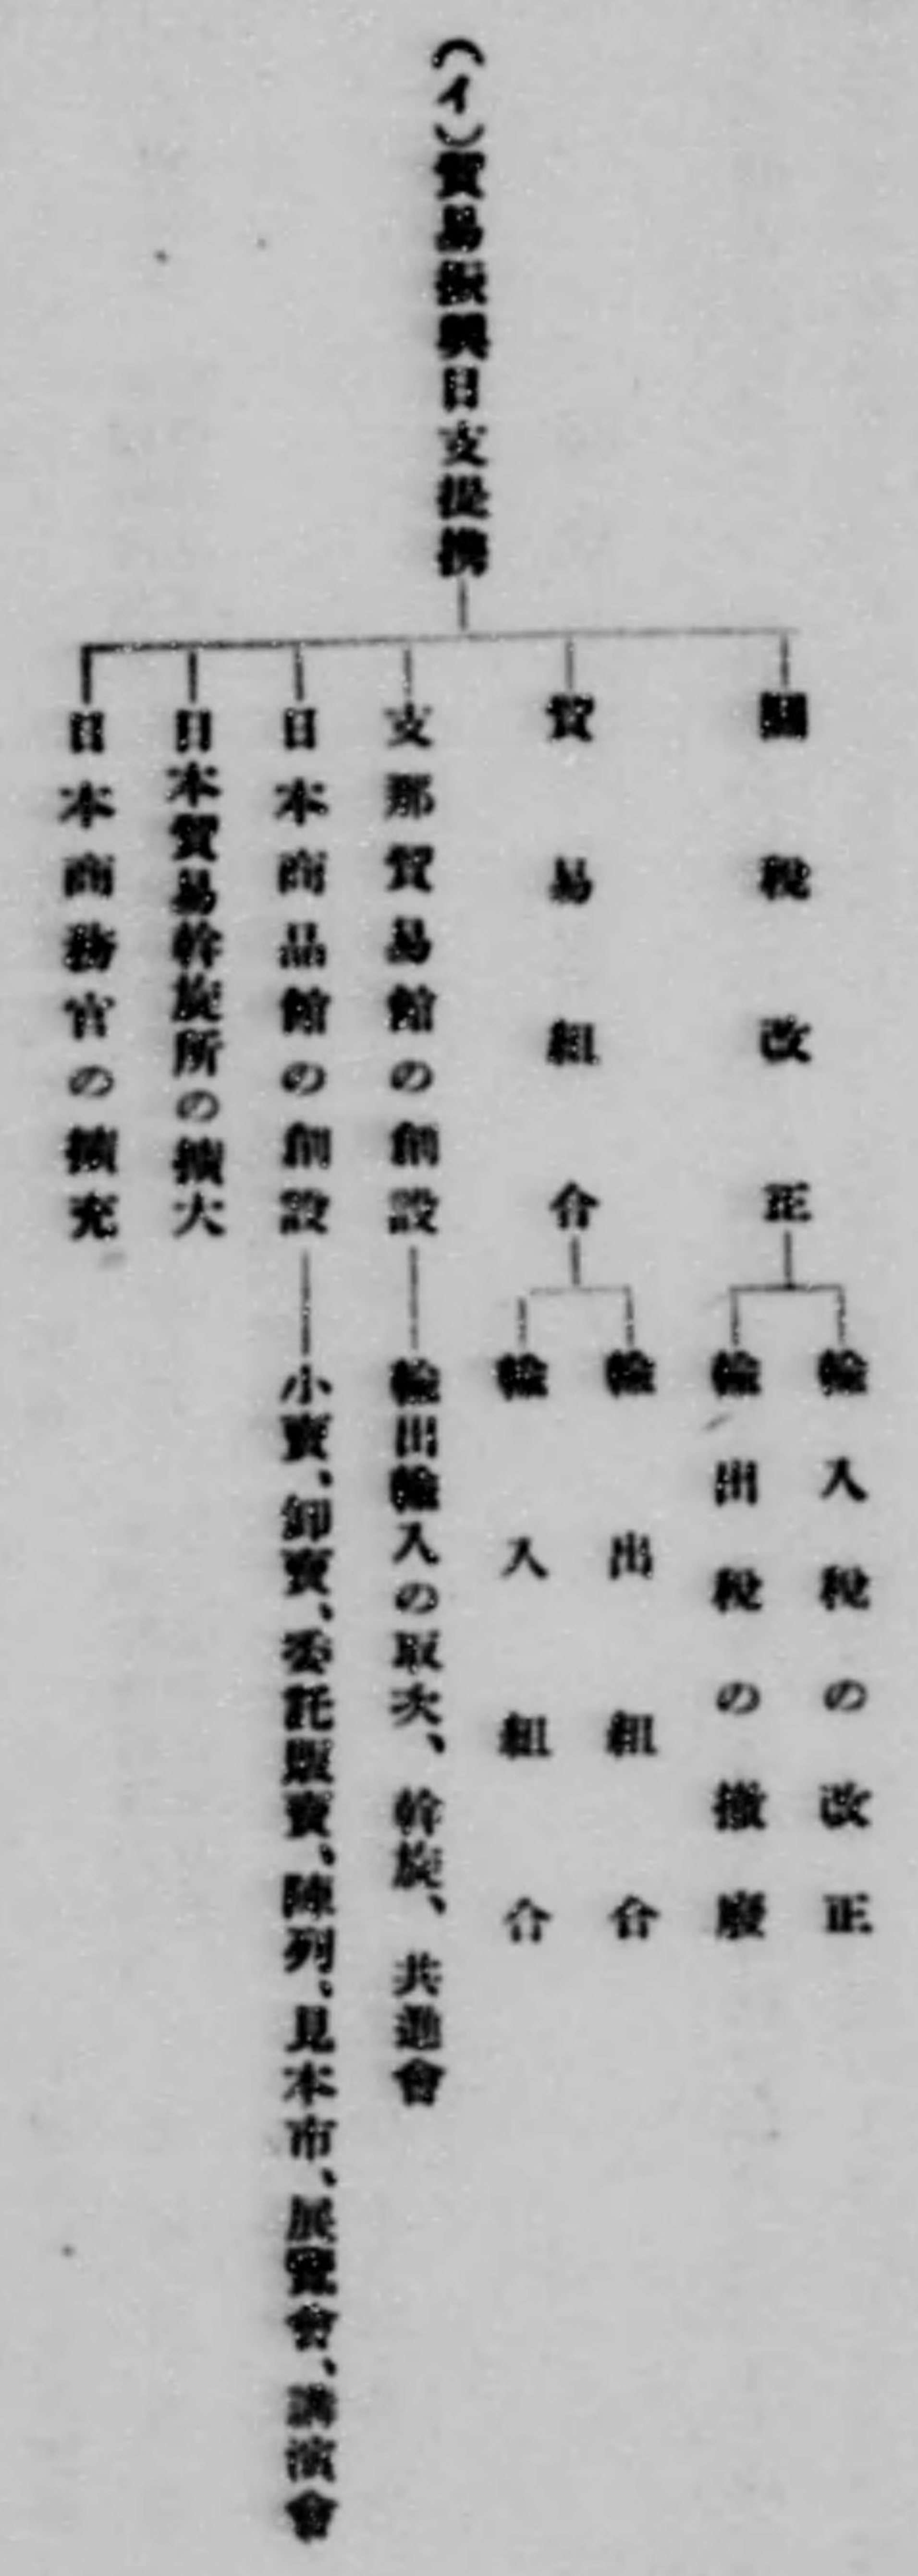 (イ)貿易振興日支提携
關稅改正
輸入稅の改正
輸出稅の撤廢
貿易組合
輸出組合
輸入組合
支那貿易館の創設
輸出輸入の取次、幹旋、共進會
日本商品館の創設
小賣、卸賣、委託販賣、陳列、見本市、展覽會、講演會
日本貿易幹旋所の擴大
日本商務官の擴充